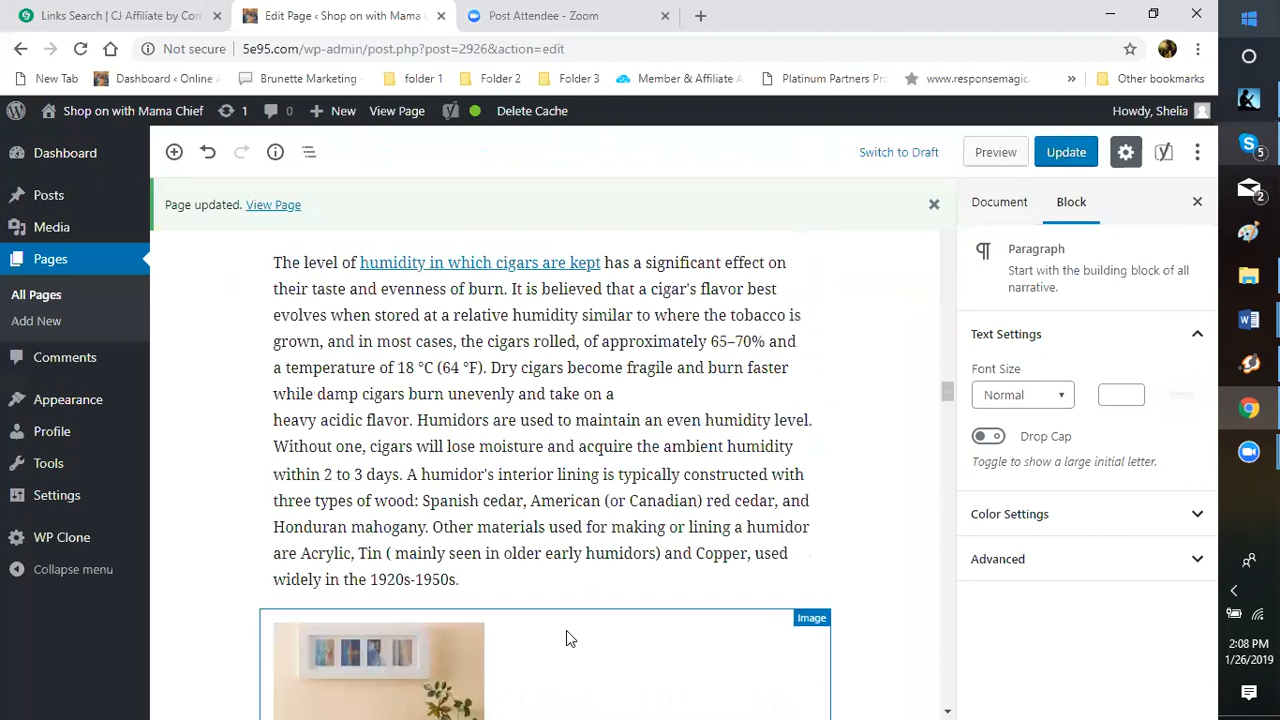 Links Search | CJ Affiliate by Com
Edit Page ‹ Shop on with Mama
Post Attendee - Zoom
Not secure
5e95.com/wp-admin/post.php?post=2926&action=edit
New Tab
Dashboard ‹ Online
Brunette Marketing
folder 1
Folder 2
Folder 3
Member & Affiliate
Platinum Partners Pr
www.responsemagic.
»
Other bookmarks
Shop on with Mama Chief
1
0
New
View Page
Delete Cache
Howdy, Shelia
Dashboard
Posts
Media
Pages
All Pages
Add New
Comments
Appearance
Profile
Tools
Settings
WP Clone
Collapse menu
Switch to Draft
Preview
Update
Page updated. View Page
The level of humidity in which cigars are kept has a significant effect on
their taste and evenness of burn. It is believed that a cigar's flavor best
evolves when stored at a relative humidity similar to where the tobacco is
grown, and in most cases, the cigars rolled, of approximately 65–70% and
a temperature of 18 °C (64 °F). Dry cigars become fragile and burn faster
while damp cigars burn unevenly and take on a
heavy acidic flavor. Humidors are used to maintain an even humidity level.
Without one, cigars will lose moisture and acquire the ambient humidity
within 2 to 3 days. A humidor's interior lining is typically constructed with
three types of wood: Spanish cedar, American (or Canadian) red cedar, and
Honduran mahogany. Other materials used for making or lining a humidor
are Acrylic, Tin ( mainly seen in older early humidors) and Copper, used
widely in the 1920s-1950s.
Image
Document
Block
Paragraph
Start with the building block of all
narrative.
Text Settings
Font Size
Normal
Drop Cap
Toggle to show a large initial letter.
Color Settings
Advanced
5
2
2:08 PM
1/26/2019